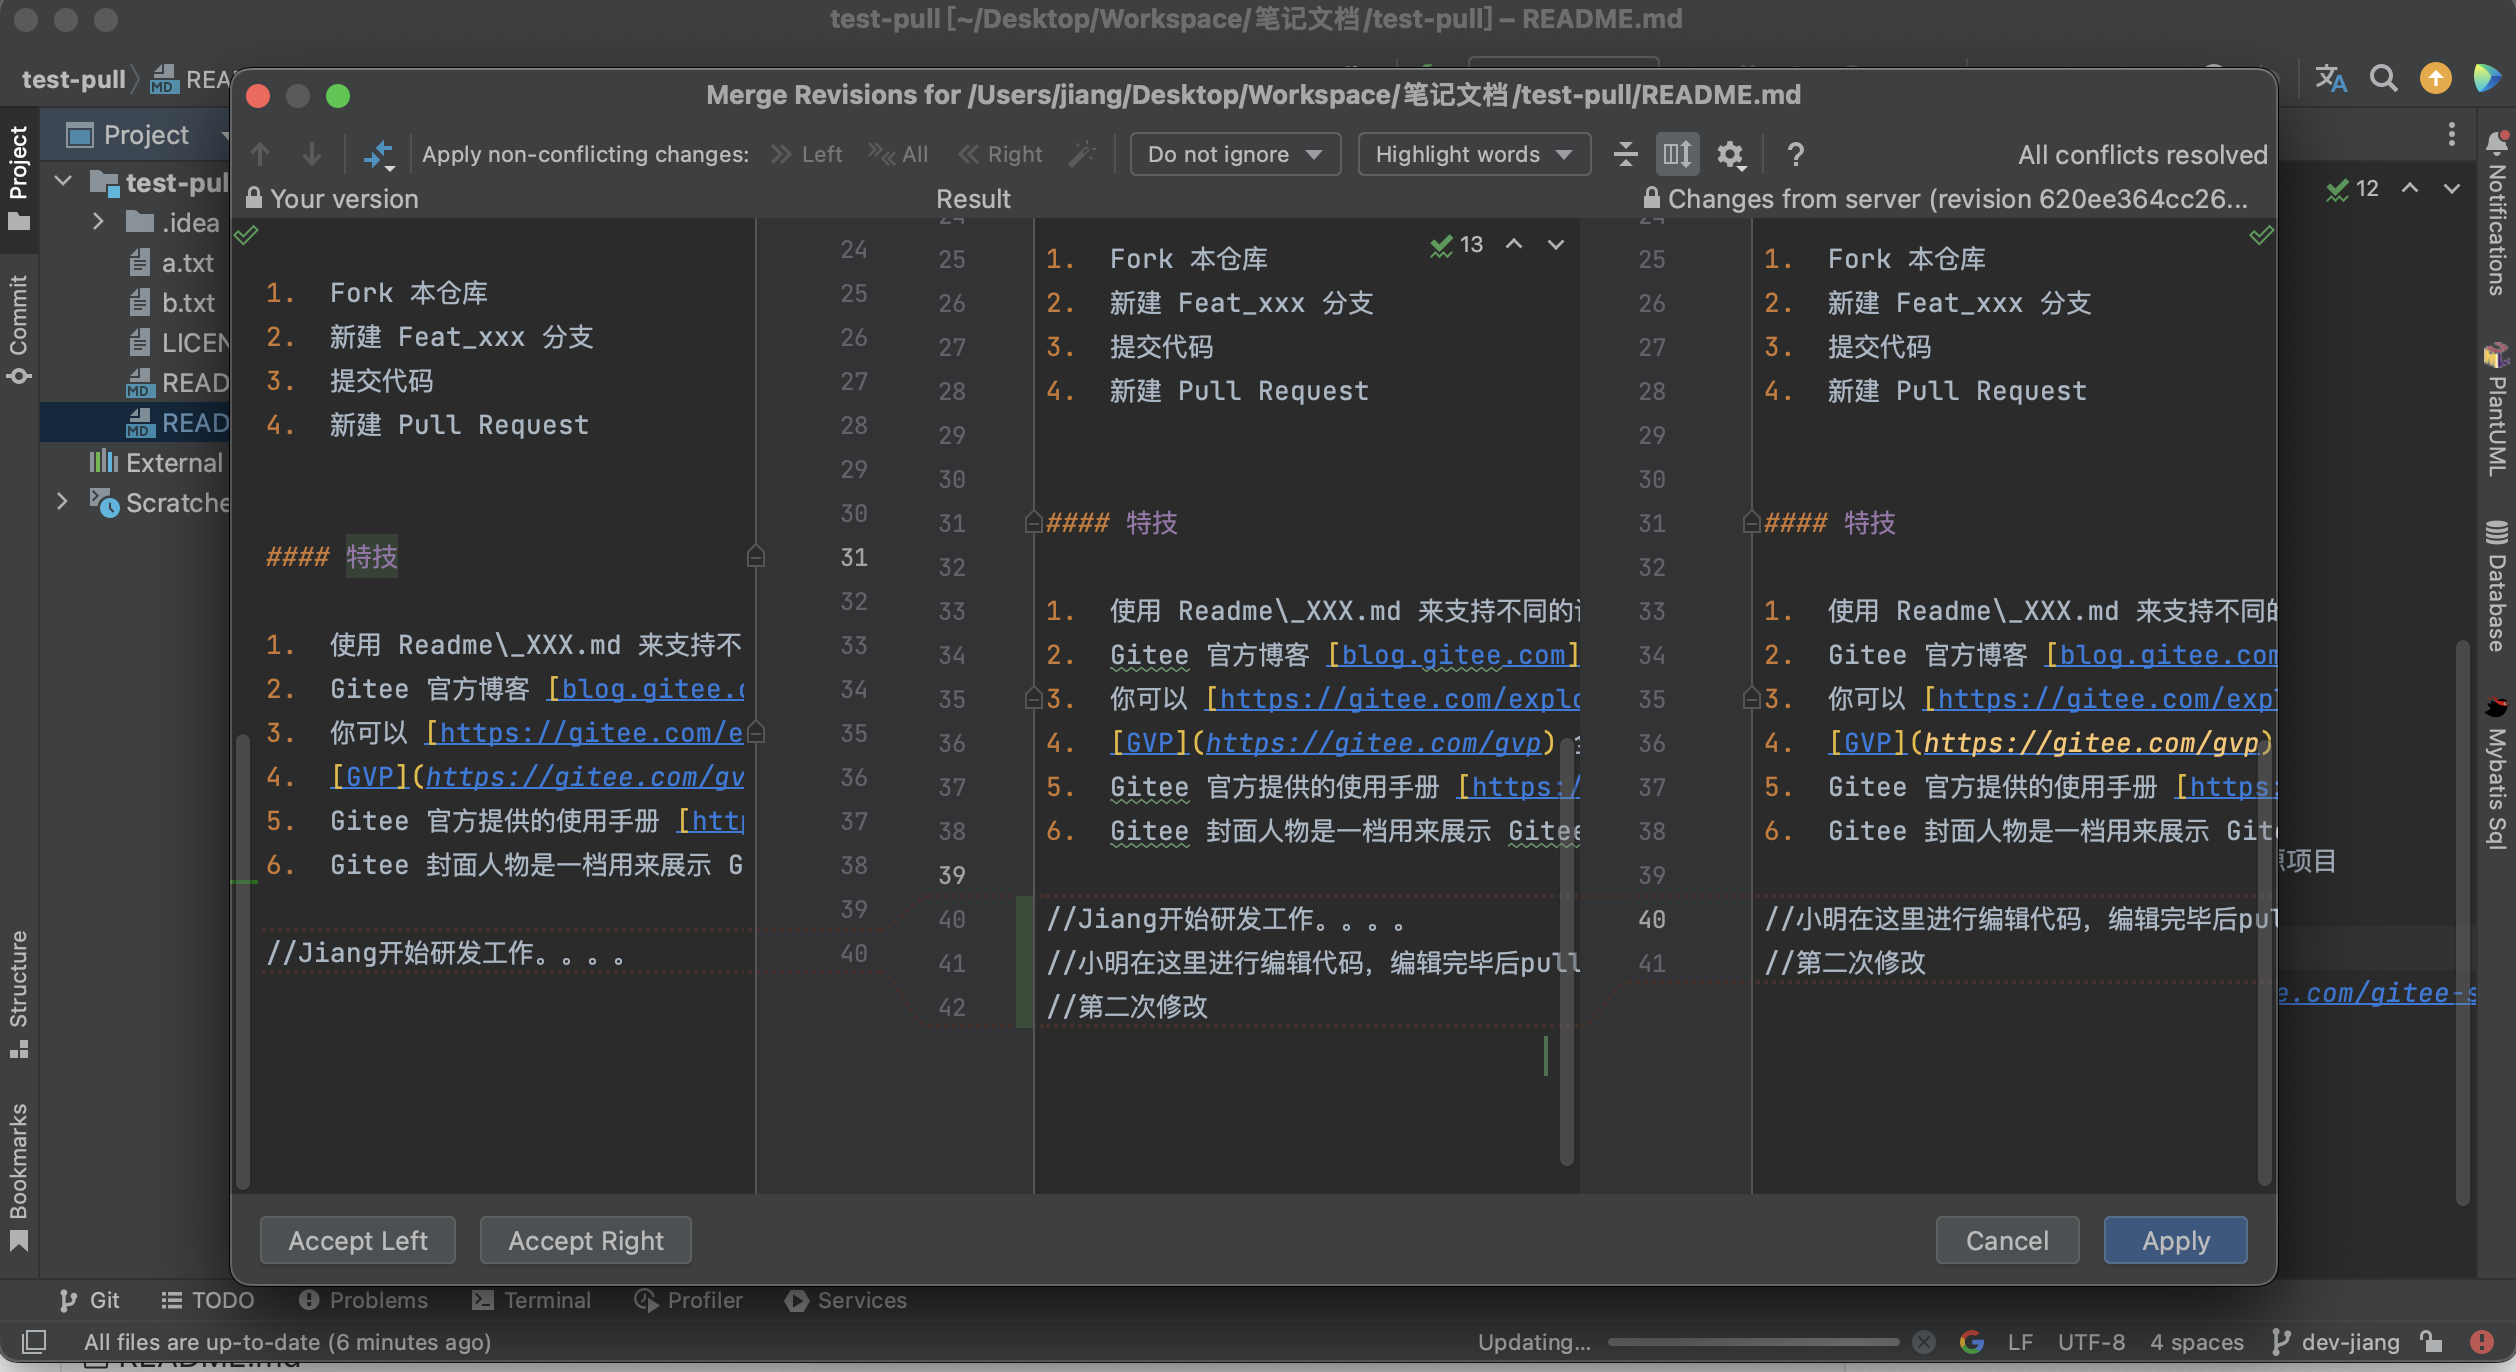 test-pull [~/Desktop/Workspace/笔记文档/test-pull] – README.md
test-pull
Merge Revisions for /Users/jiang/Desktop/Workspace/笔记文档/test-pull/README.md
Apply non-conflicting changes: Left All Right Do not ignore Highlight words ? All conflicts resolved
Your version
Result
Changes from server (revision 620ee364cc26...
Project
Commit
Structure
Bookmarks
Project
.idea
a.txt
b.txt
External
24
1. Fork 本仓库 25
2. 新建 Feat_xxx 分支 26
3. 提交代码 27
4. 新建 Pull Request 28
29
30
#### 特技 31
32
1. 使用 Readme\_XXX.md 来支持不 33
2. Gitee 官方博客 [blog.gitee. 34
3. 你可以 [https://gitee.com/e 35
4. [GVP](https://gitee.com/gv 36
5. Gitee 官方提供的使用手册 [htt 37
6. Gitee 封面人物是一档用来展示 G 38
39
//Jiang开始研发工作。。。。 40
13
25 1. Fork 本仓库
26 2. 新建 Feat_xxx 分支
27 3. 提交代码
28 4. 新建 Pull Request
29
30
31 #### 特技
32
33 1. 使用 Readme\_XXX.md 来支持不同的
34 2. Gitee 官方博客 [blog.gitee.com]
35 3. 你可以 [https://gitee.com/explo
36 4. [GVP](https://gitee.com/gvp)
37 5. Gitee 官方提供的使用手册 [https:/
38 6. Gitee 封面人物是一档用来展示 Gitee
39
40 //Jiang开始研发工作。。。。
41 //小明在这里进行编辑代码，编辑完毕后pull
42 //第二次修改
25 1. Fork 本仓库
26 2. 新建 Feat_xxx 分支
27 3. 提交代码
28 4. 新建 Pull Request
29
30
31 #### 特技
32
33 1. 使用 Readme\_XXX.md 来支持不同的
34 2. Gitee 官方博客 [blog.gitee.com
35 3. 你可以 [https://gitee.com/exp
36 4. [GVP](https://gitee.com/gvp)
37 5. Gitee 官方提供的使用手册 [https:
38 6. Gitee 封面人物是一档用来展示 Git
39
40 //小明在这里进行编辑代码，编辑完毕后pul
41 //第二次修改
12
项目
e.com/gitee-s
Notifications
PlantUML
Database
Mybatis Sql
Accept Left Accept Right Cancel Apply
Git TODO Problems Terminal Profiler Services
All files are up-to-date (6 minutes ago) Updating... LF UTF-8 4 spaces dev-jiang